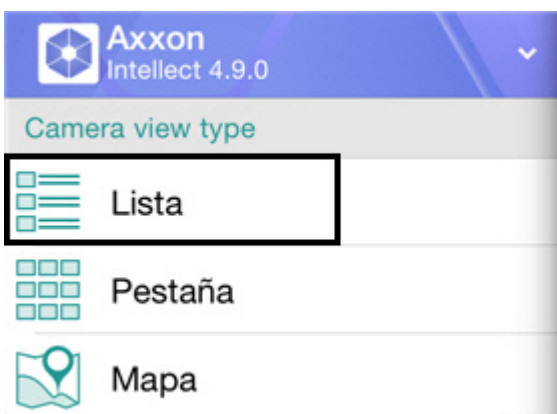 Axxon
Intellect 4.9.0
Camera view type
Lista
Pestaña
Mapa